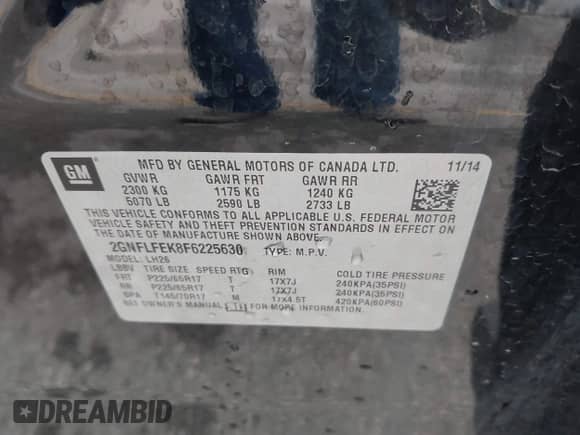 GM
MFD BY GENERAL MOTORS OF CANADA LTD. 11/14
GVWR GAWR FRT GAWR RR
2300 KG 1175 KG 1240 KG
5070 LB 2590 LB 2733 LB
THIS VEHICLE CONFORMS TO ALL APPLICABLE U.S. FEDERAL MOTOR
VEHICLE SAFETY, BUMPER, AND THEFT PREVENTION
STANDARDS IN EFFECT ON THE DATE OF MANUFACTURE SHOWN ABOVE.
2GNFLFEK8F6225630 TYPE: M.P.V.
MODEL: LH26
TIRE SIZE SPEED RTG RIM COLD TIRE PRESSURE
FRT P225/65R17 T 17X7J 240KPA(35PSI)
RR P225/65R17 T 17X7J 240KPA(35PSI)
SPA T145/70R17 M 17x4.5T 420KPA(60PSI)
OWNER'S MANUAL
DREAMBID